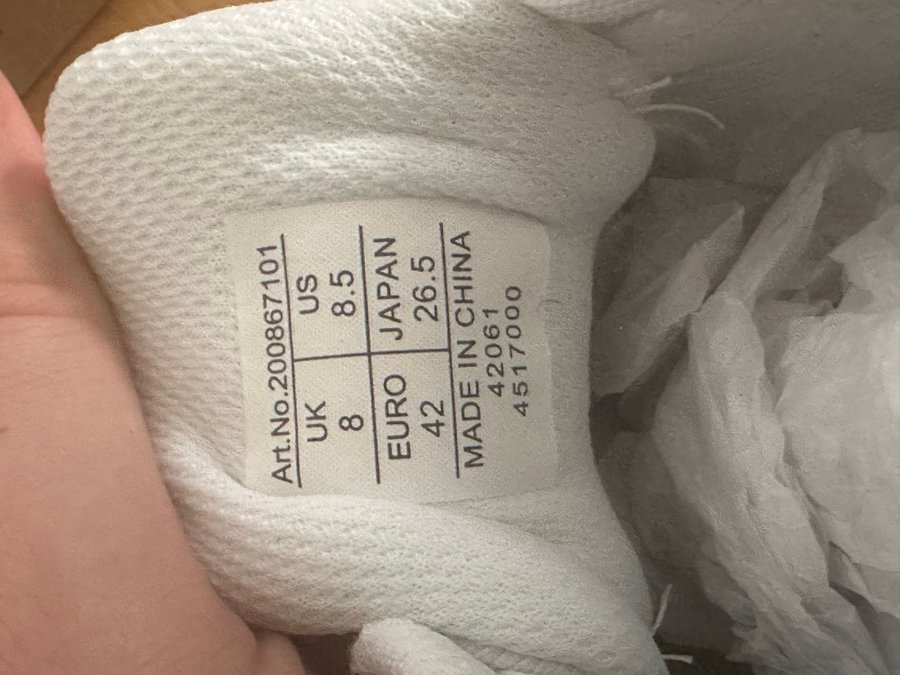 Art.No.200867101
UK US
8 8.5
EURO JAPAN
42 26.5
MADE IN CHINA
42061
4517000